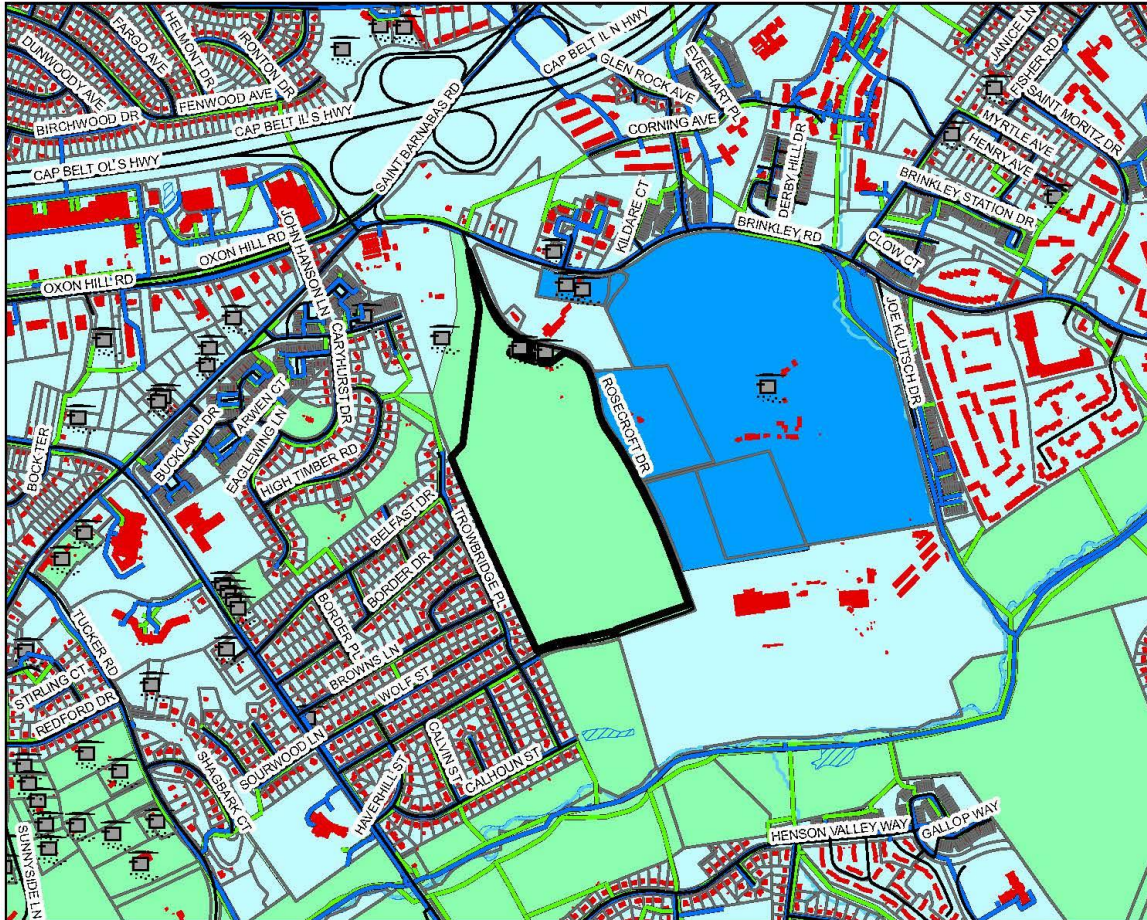 DUNWOODY AVE
FARGO AVE
HELMONT DR
IRONTON DR
FENWOOD AVE
BIRCHWOOD DR
CAP BELT IL'S HWY
CAP BELT OL'S HWY
SAINT BARNABAS RD
CAP BELT IL N HWY
GLEN ROCK AVE
EVERHART PL
CORNING AVE
JANICE LN
FISHER RD
SAINT MORITZ DR
MYRTLE AVE
HENRY AVE
BRINKLEY STATION DR
DERBY HILL DR
KILDARE CT
BRINKLEY RD
CLOW CT
OXON HILL RD
OXON HILL RD
JOHN HANSON LN
CARYHURST DR
JOE KLUTSCH DR
ROSECROFT DR
BOCK TER
BUCKLAND DR
ARWEN CT
EAGLEWING LN
HIGH TIMBER RD
BELFAST DR
TROWBRIDGE PL
BORDER DR
BORDER PL
BROWNS LN
WOLF ST
TUCKER RD
STIRLING CT
REDFORD DR
SHAGBARK CT
SOURWOOD LN
CALVIN ST
CALHOUN ST
HAVERHILL ST
SUNNYSIDE LN
HENSON VALLEY WAY
GALLOP WAY